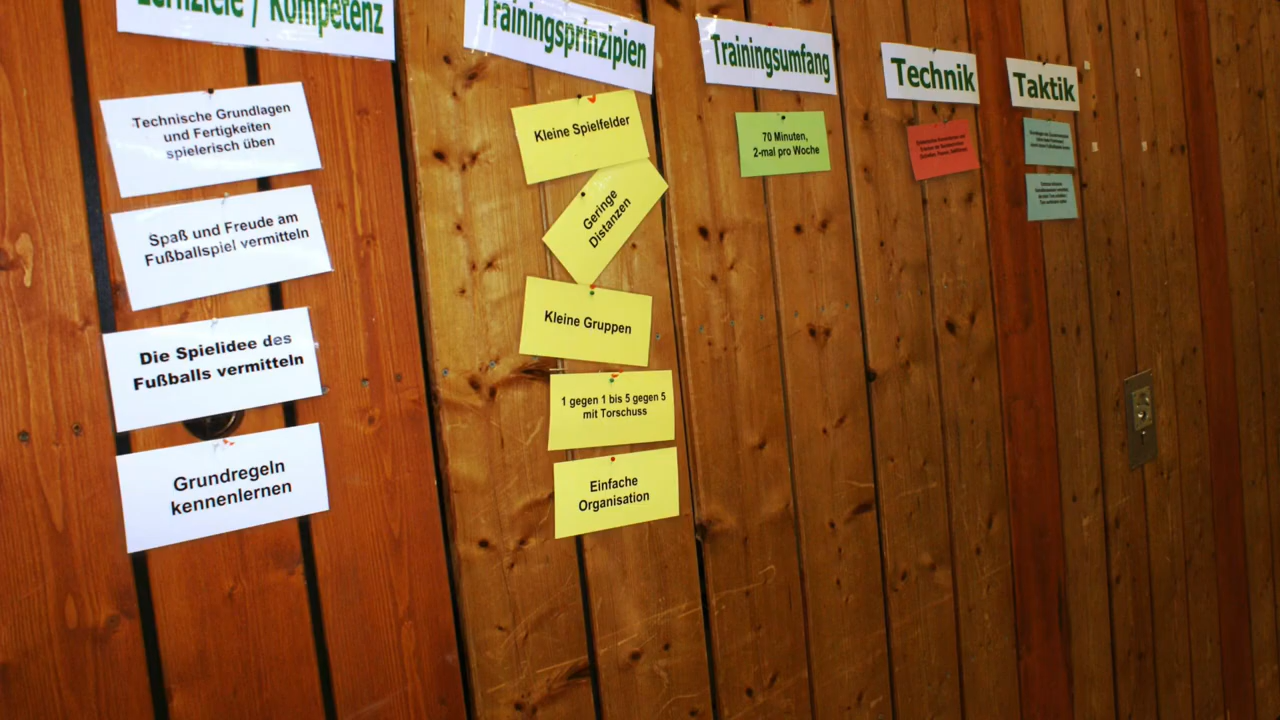 Lernziele / Kompetenz
Technische Grundlagen
und Fertigkeiten
spielerisch üben
Spaß und Freude am
Fußballspiel vermitteln
Die Spielidee des
Fußballs vermitteln
Grundregeln
kennenlernen
Trainingsprinzipien
Kleine Spielfelder
Geringe
Distanzen
Kleine Gruppen
1 gegen 1 bis 5 gegen 5
mit Torschuss
Einfache
Organisation
Trainingsumfang
70 Minuten,
2-mal pro Woche
Technik
Taktik